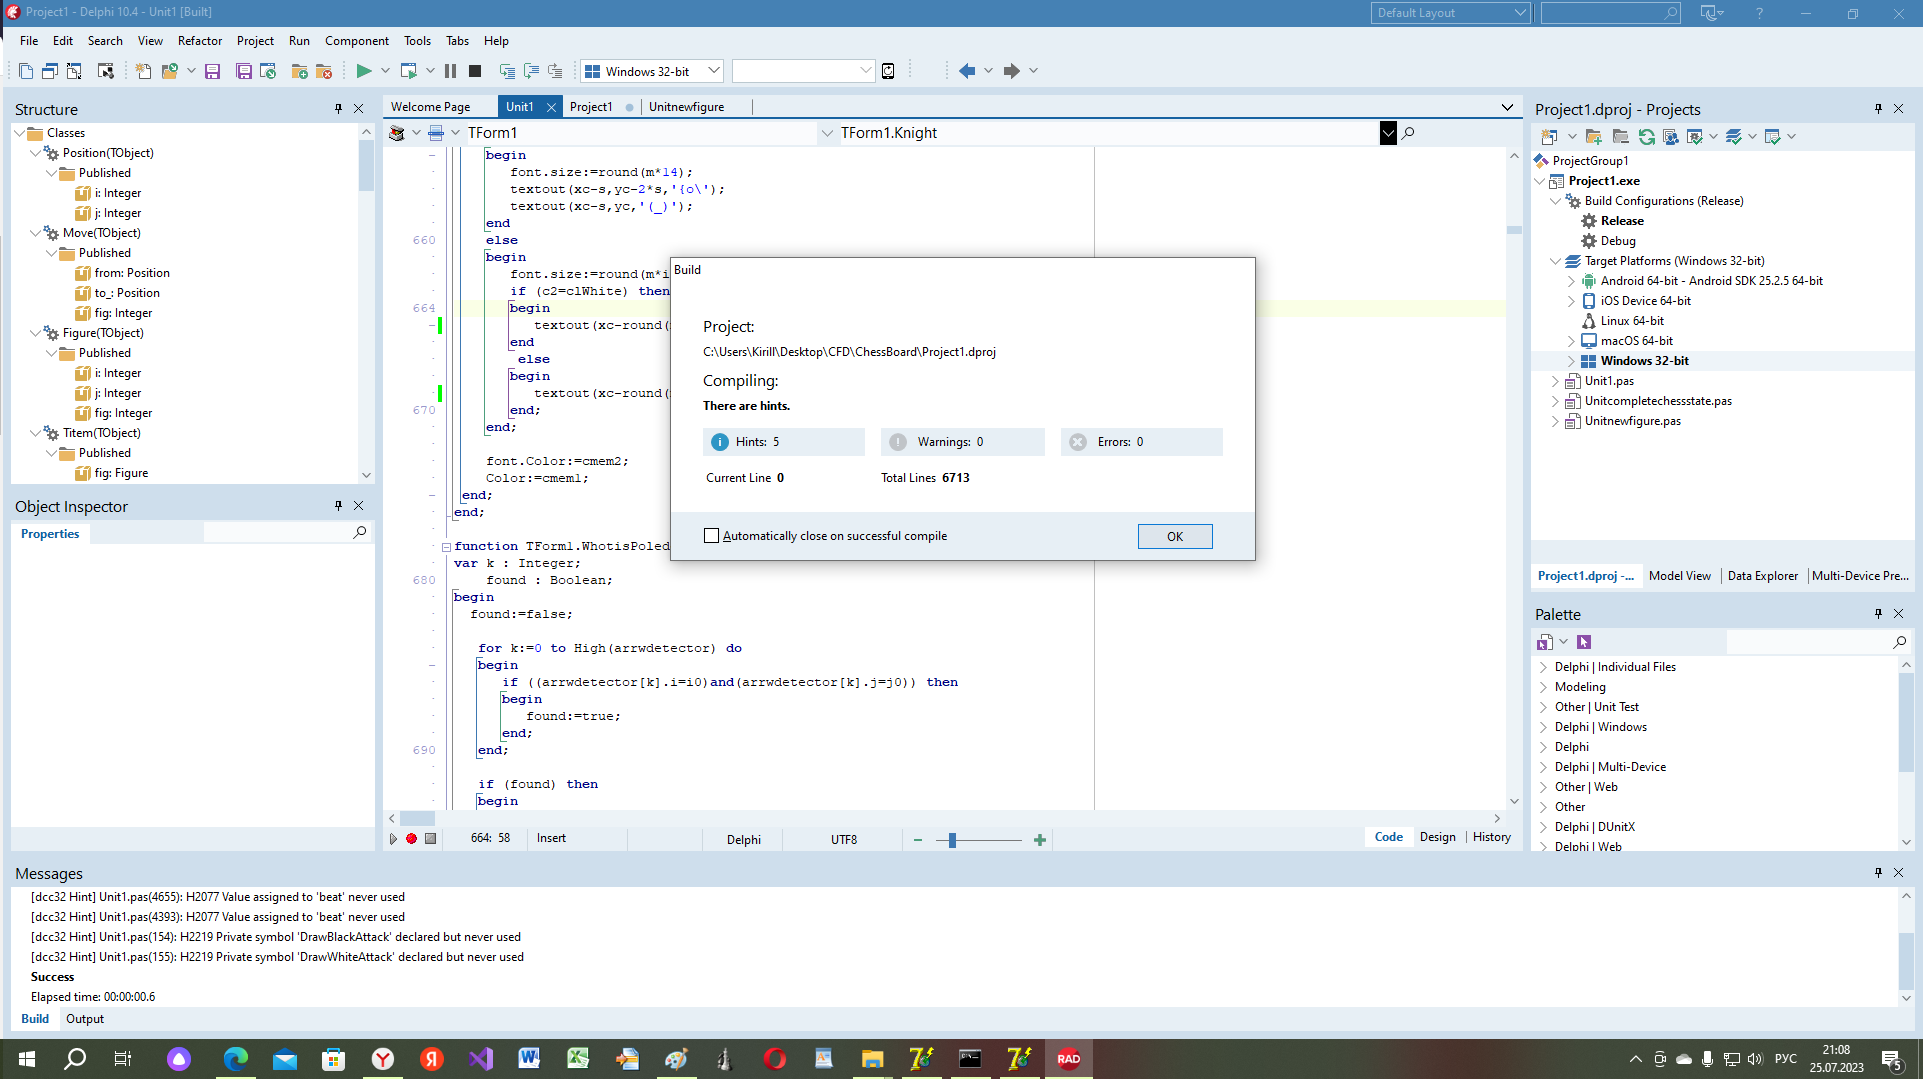 Project1 - Delphi 10.4 - Unit1 [Built]
Default Layout
File Edit Search View Refactor Project Run Component Tools Tabs Help
Windows 32-bit
Structure
Classes
Position(TObject)
Published
i: Integer
j: Integer
Move(TObject)
Published
from: Position
to_: Position
fig: Integer
Figure(TObject)
Published
i: Integer
j: Integer
fig: Integer
Titem(TObject)
Published
fig: Figure
Object Inspector
Properties
Welcome Page Unit1 Project1 Unitnewfigure
TForm1 TForm1.Knight
begin
font.size:=round(m*14);
textout(xc-s,yc-2*s,'{o\');
textout(xc-s,yc,'(_)');
end
660 else
begin
font.size:=round(m*i
if (c2=clWhite) then
664 begin
textout(xc-round(
end
else
begin
textout(xc-round(
670 end;
end;
font.Color:=cmem2;
Color:=cmem1;
end;
end;
function TForm1.WhotisPoled
var k : Integer;
680 found : Boolean;
begin
found:=false;
for k:=0 to High(arrwdetector) do
begin
if ((arrwdetector[k].i=i0)and(arrwdetector[k].j=j0)) then
begin
found:=true;
end;
690 end;
if (found) then
begin
664: 58 Insert Delphi UTF8 Code Design History
Build
Project:
C:\Users\Kirill\Desktop\CFD\ChessBoard\Project1.dproj
Compiling:
There are hints.
Hints: 5 Warnings: 0 Errors: 0
Current Line 0 Total Lines 6713
Automatically close on successful compile
OK
Project1.dproj - Projects
ProjectGroup1
Project1.exe
Build Configurations (Release)
Release
Debug
Target Platforms (Windows 32-bit)
Android 64-bit - Android SDK 25.2.5 64-bit
iOS Device 64-bit
Linux 64-bit
macOS 64-bit
Windows 32-bit
Unit1.pas
Unitcompletechessstate.pas
Unitnewfigure.pas
Project1.dproj -... Model View Data Explorer Multi-Device Pre...
Palette
Delphi | Individual Files
Modeling
Other | Unit Test
Delphi | Windows
Delphi
Delphi | Multi-Device
Other | Web
Other
Delphi | DUnitX
Delphi | Web
Messages
[dcc32 Hint] Unit1.pas(4655): H2077 Value assigned to 'beat' never used
[dcc32 Hint] Unit1.pas(4393): H2077 Value assigned to 'beat' never used
[dcc32 Hint] Unit1.pas(154): H2219 Private symbol 'DrawBlackAttack' declared but never used
[dcc32 Hint] Unit1.pas(155): H2219 Private symbol 'DrawWhiteAttack' declared but never used
Success
Elapsed time: 00:00:00.6
Build Output
RAD
РУС
21:08
25.07.2023
5